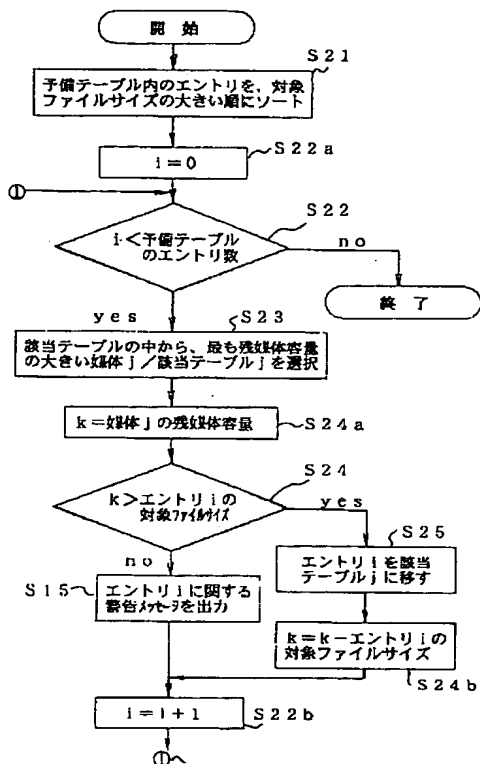 開 始
S21
予備テーブル内のエントリを、対象
ファイルサイズの大きい順にソート
S22a
i=0
①
S22
i<予備テーブル
のエントリ数
no
終 了
yes
S23
該当テーブルの中から、最も残媒体容量
の大きい媒体j/該当テーブルjを選択
k=媒体jの残媒体容量
S24a
S24
k>エントリiの
対象ファイルサイズ
yes
no
S25
エントリiを該当
テーブルjに移す
S15
エントリiに関する
警告メッセージを出力
k=k-エントリiの
対象ファイルサイズ
S24b
i=i+1
S22b
①